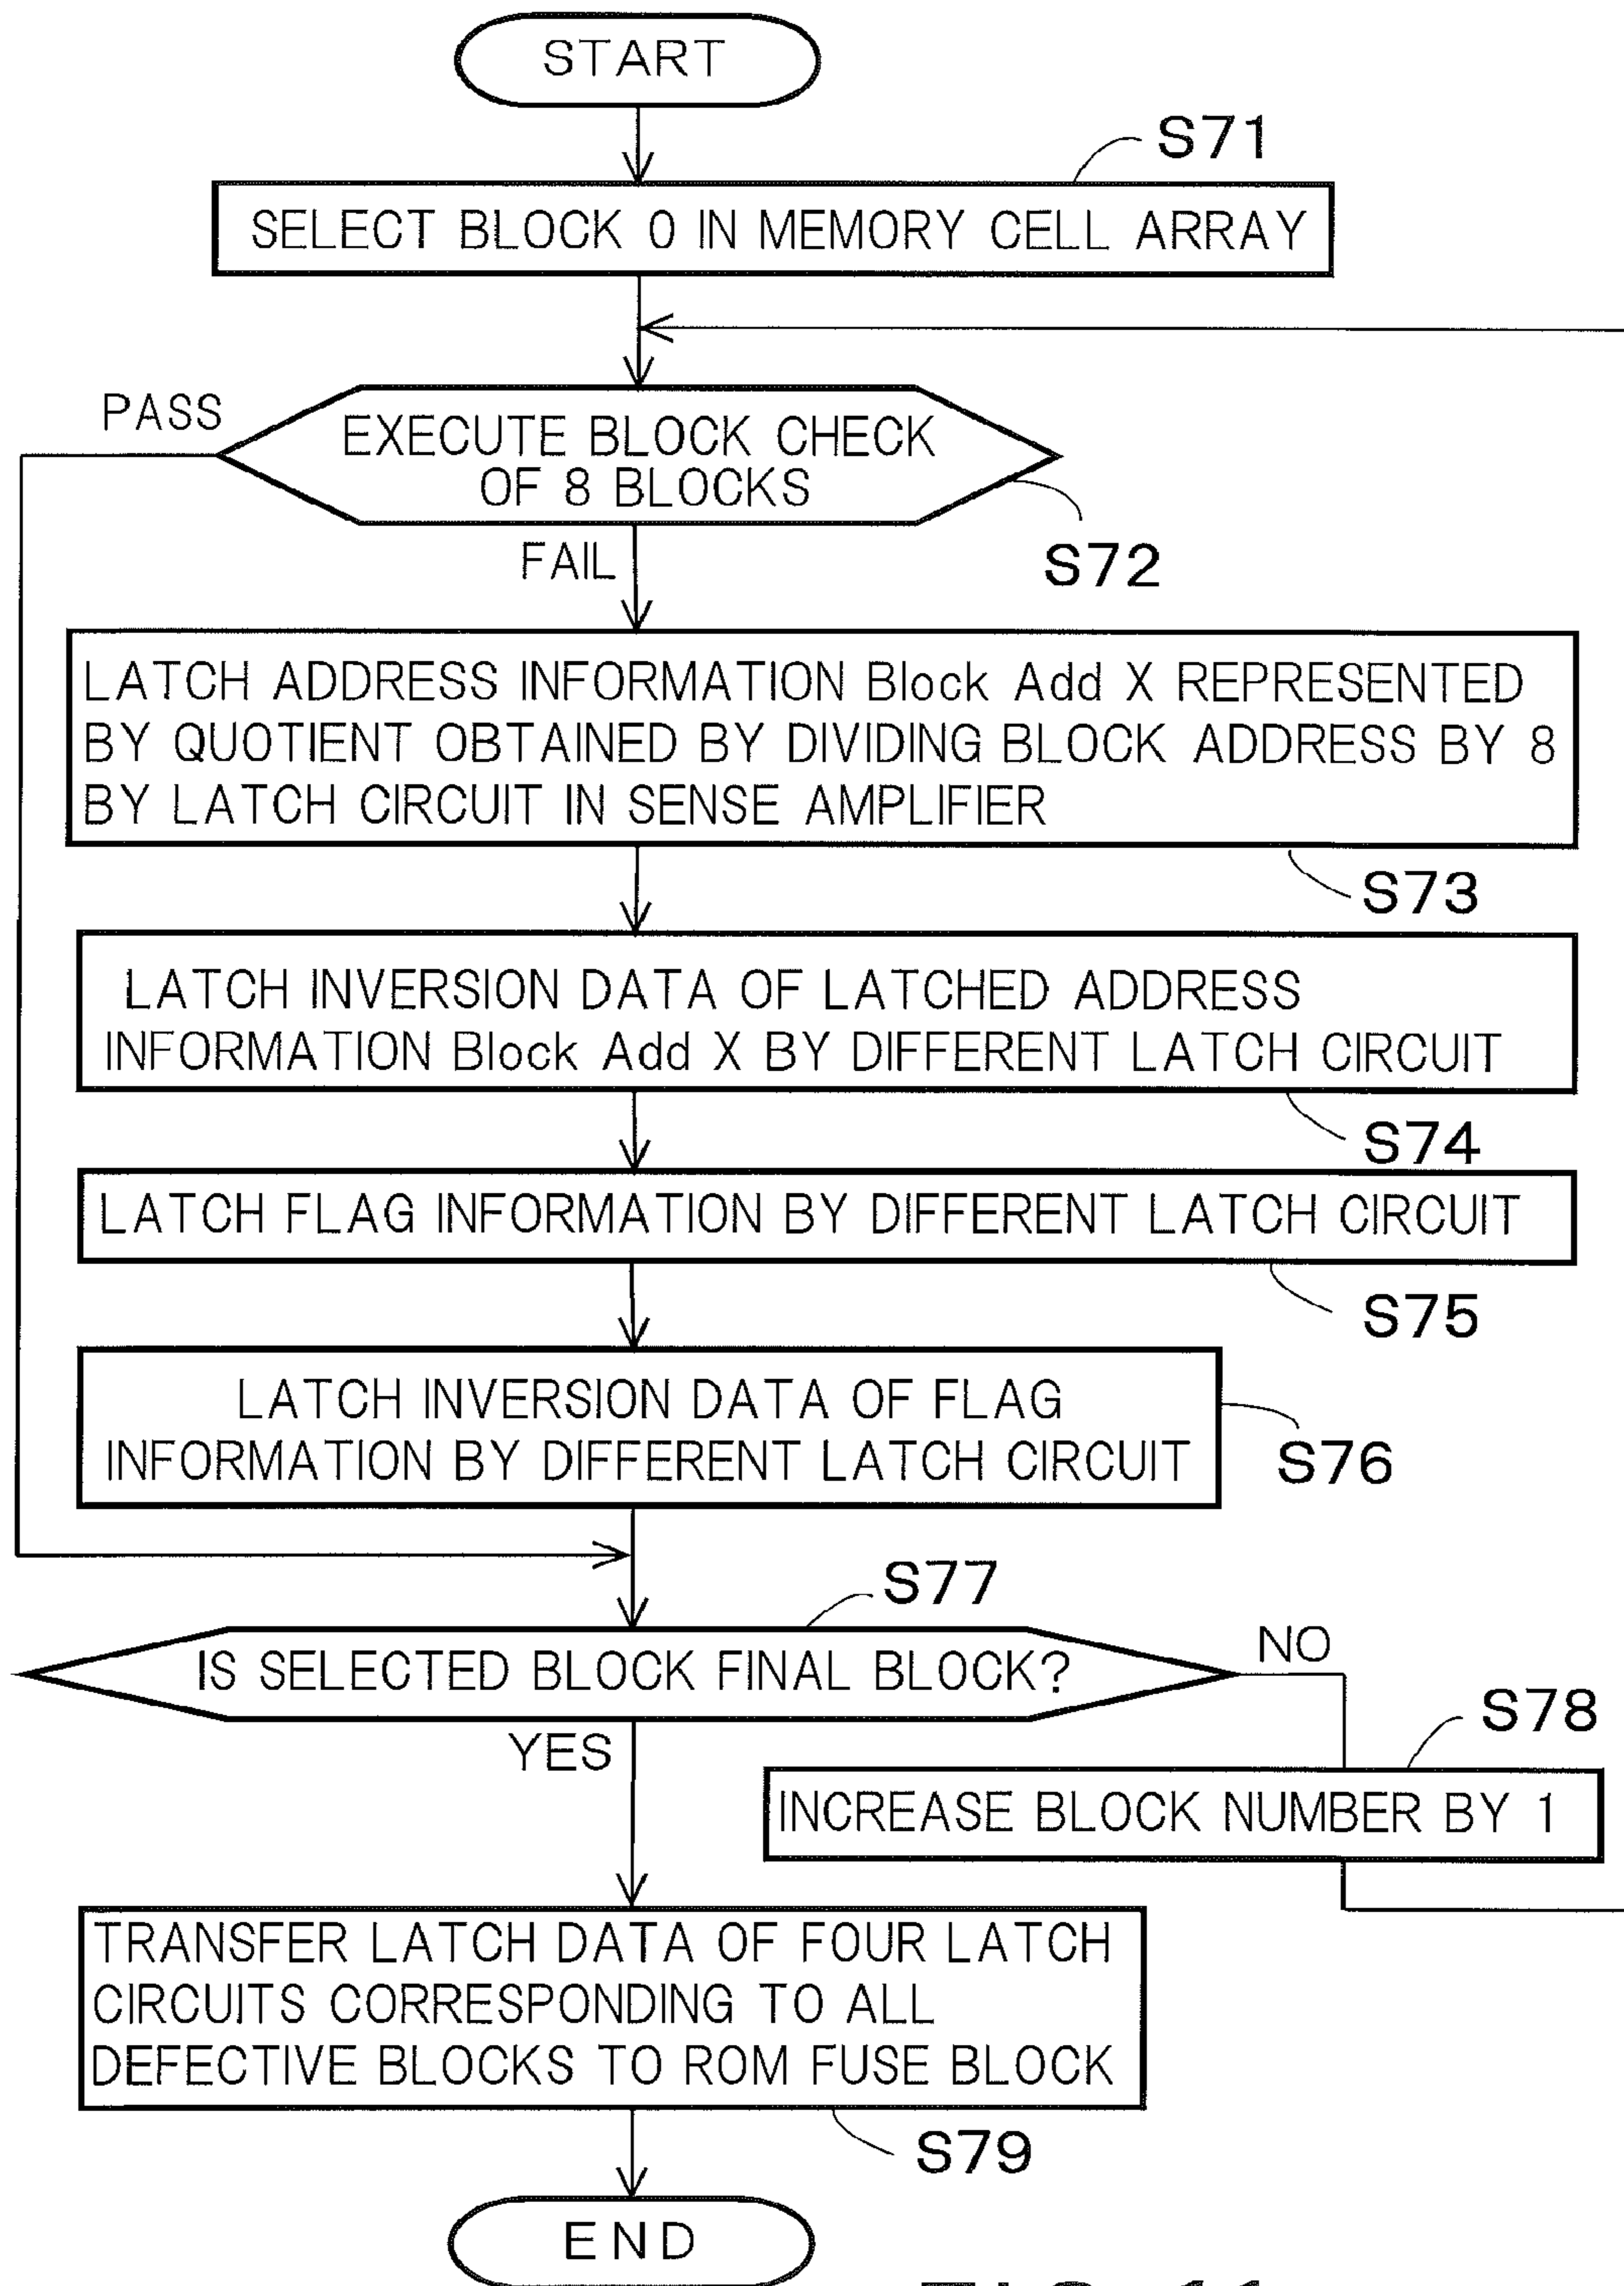 START
S71
SELECT BLOCK 0 IN MEMORY CELL ARRAY
PASS
EXECUTE BLOCK CHECK
OF 8 BLOCKS
FAIL
S72
LATCH ADDRESS INFORMATION Block Add X REPRESENTED
BY QUOTIENT OBTAINED BY DIVIDING BLOCK ADDRESS BY 8
BY LATCH CIRCUIT IN SENSE AMPLIFIER
S73
LATCH INVERSION DATA OF LATCHED ADDRESS
INFORMATION Block Add X BY DIFFERENT LATCH CIRCUIT
S74
LATCH FLAG INFORMATION BY DIFFERENT LATCH CIRCUIT
S75
LATCH INVERSION DATA OF FLAG
INFORMATION BY DIFFERENT LATCH CIRCUIT
S76
S77
IS SELECTED BLOCK FINAL BLOCK?
NO
YES
S78
INCREASE BLOCK NUMBER BY 1
TRANSFER LATCH DATA OF FOUR LATCH
CIRCUITS CORRESPONDING TO ALL
DEFECTIVE BLOCKS TO ROM FUSE BLOCK
S79
END